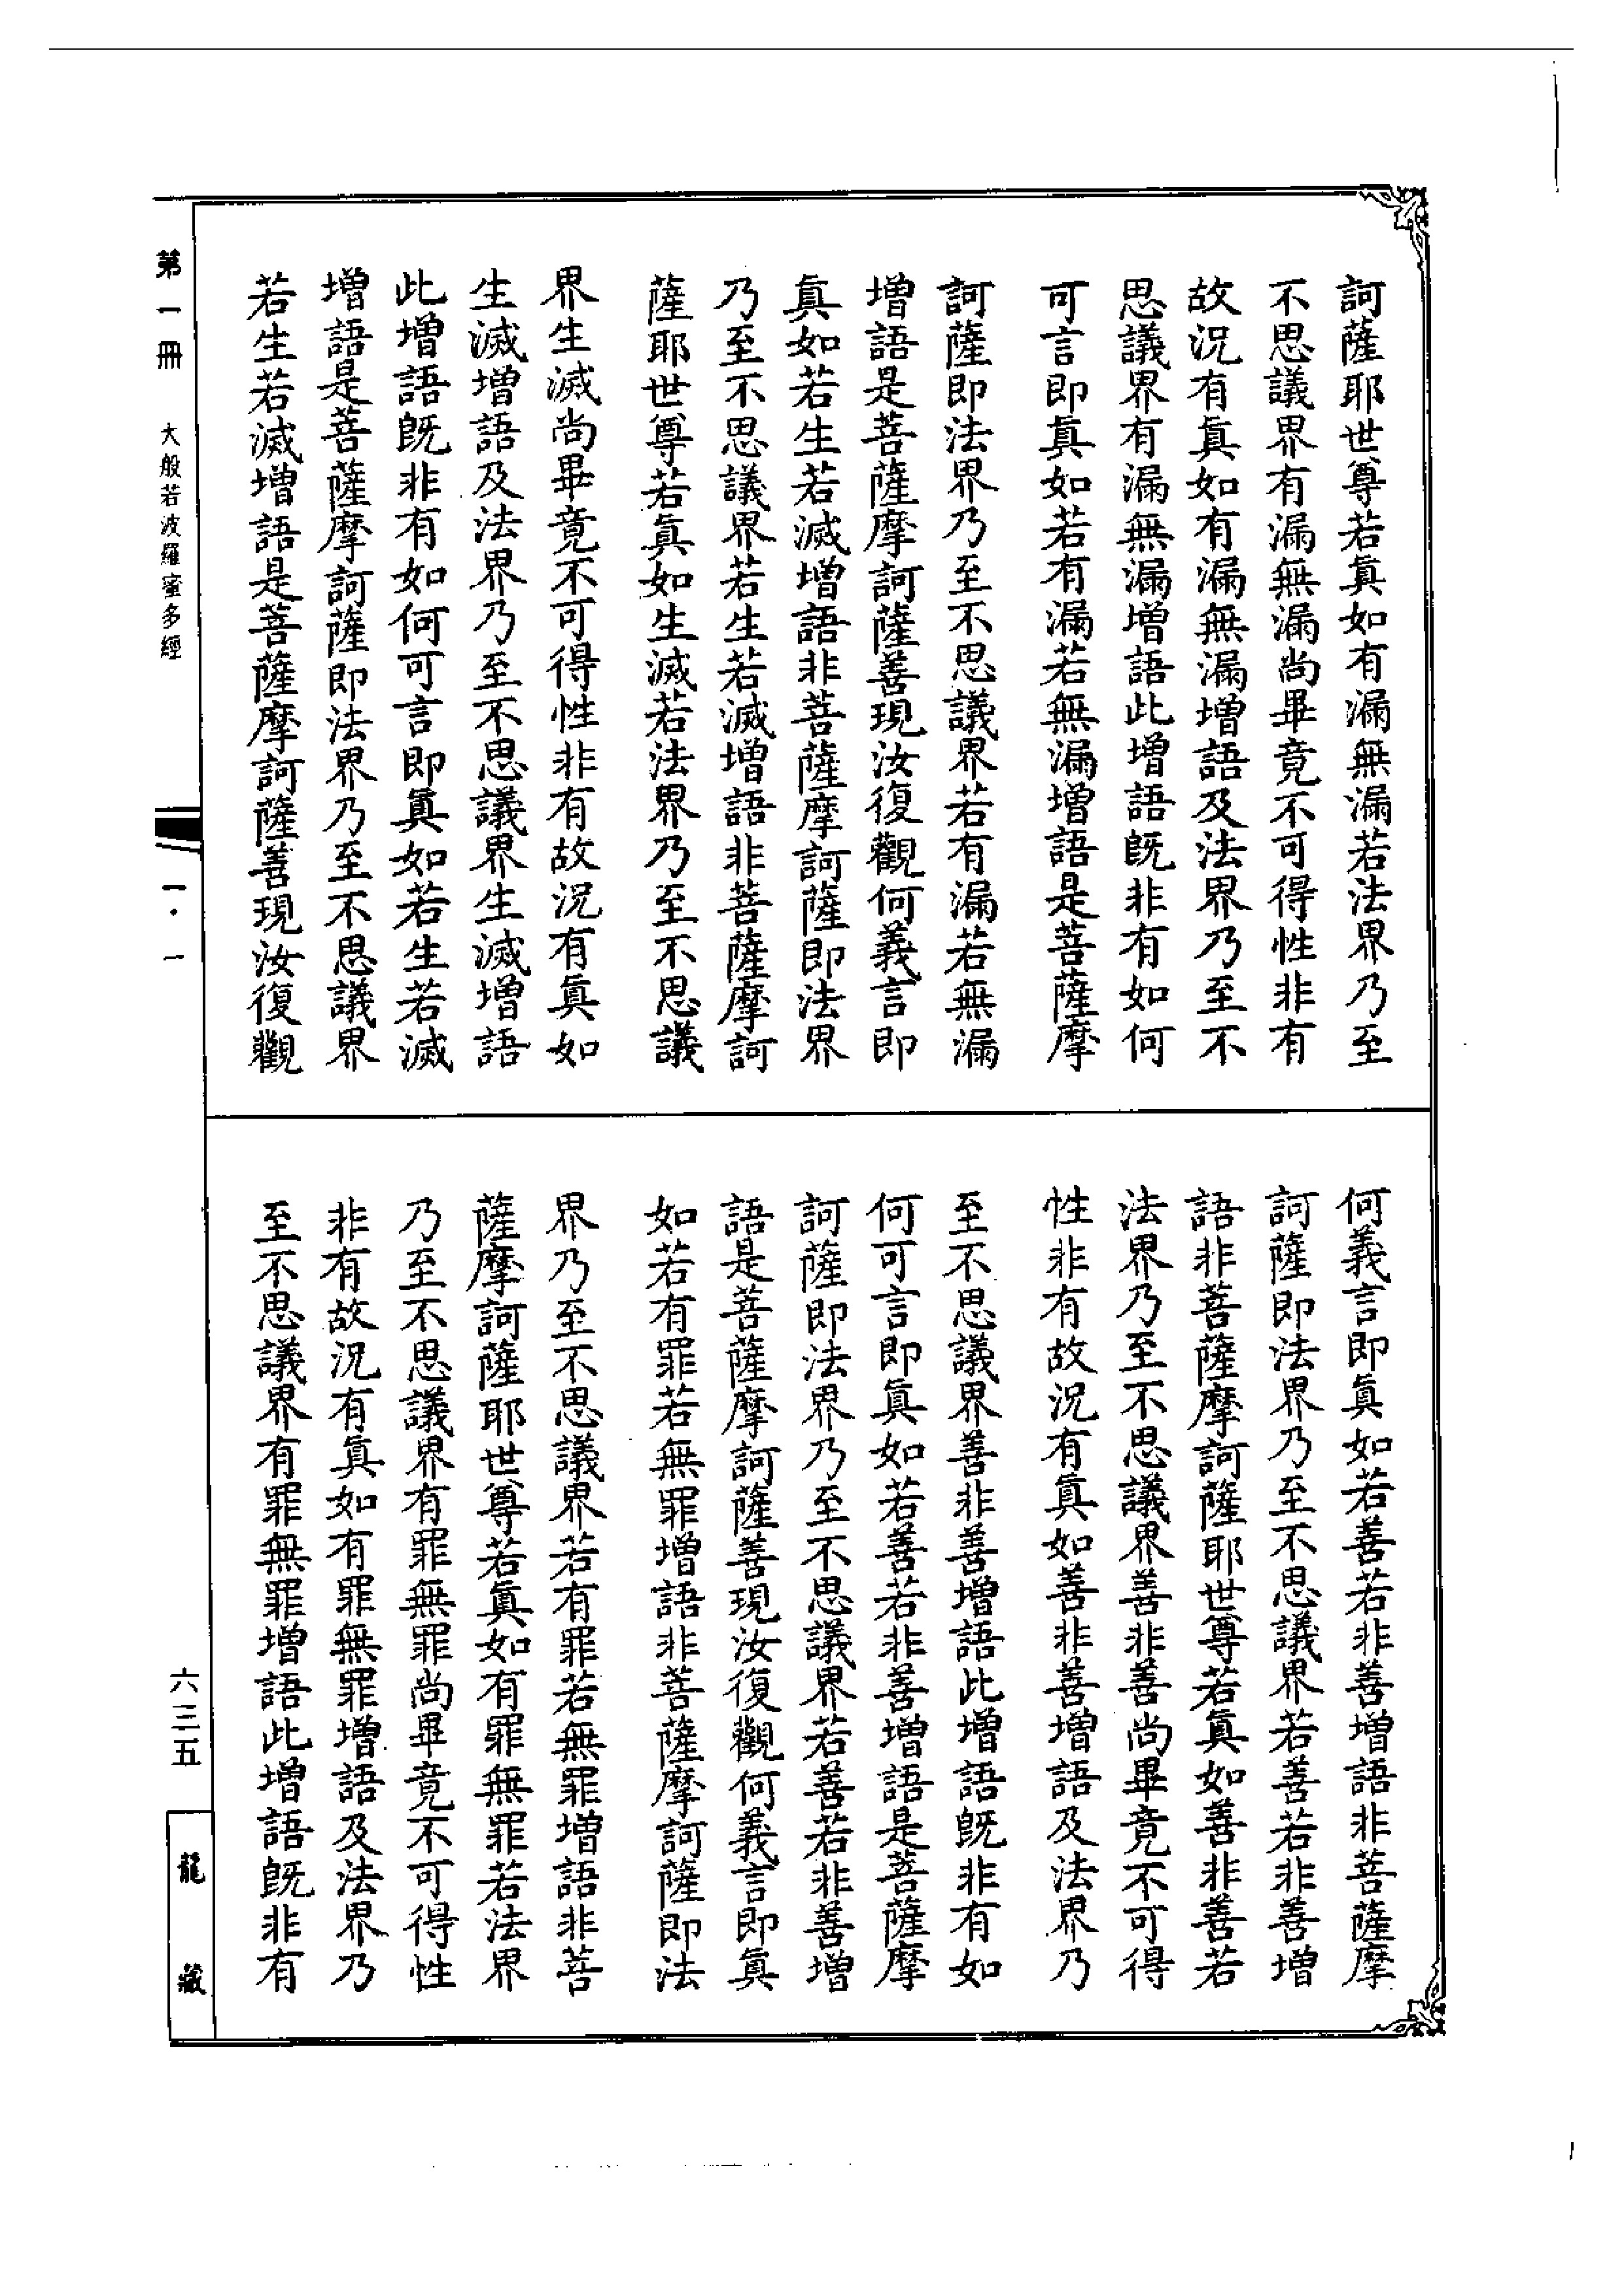 訶薩耶世尊若眞如有漏無漏若法界乃至
不思議界有漏無漏尚畢竟不可得性非有
故況有眞如有漏無漏增語及法界乃至不
思議界有漏無漏增語此增語旣非有如何
可言即眞如若有漏若無漏增語是菩薩摩
訶薩即法界乃至不思議界若有漏若無漏
增語是菩薩摩訶薩善現汝復觀何義言即
眞如若生若滅增語非菩薩摩訶薩即法界
乃至不思議界若生若滅增語非菩薩摩訶
薩耶世尊若眞如生滅若法界乃至不思議
界生滅尚畢竟不可得性非有故況有眞如
生滅增語及法界乃至不思議界生滅增語
此增語旣非有如何可言即眞如若生若滅
增語是菩薩摩訶薩即法界乃至不思議界
若生若滅增語是菩薩摩訶薩善現汝復觀
何義言即眞如若善若非善增語非菩薩摩
訶薩即法界乃至不思議界若善若非善增
語非菩薩摩訶薩耶世尊若眞如善非善若
法界乃至不思議界善非善尚畢竟不可得
性非有故況有眞如善非善增語及法界乃
至不思議界善非善增語此增語旣非有如
何可言即眞如若善若非善增語是菩薩摩
訶薩即法界乃至不思議界若善若非善增
語是菩薩摩訶薩善現汝復觀何義言即眞
如若有罪若無罪增語非菩薩摩訶薩即法
界乃至不思議界若有罪若無罪增語非菩
薩摩訶薩耶世尊若眞如有罪無罪若法界
乃至不思議界有罪無罪尚畢竟不可得性
非有故況有眞如有罪無罪增語及法界乃
至不思議界有罪無罪增語此增語旣非有
第一冊 大般若波羅蜜多經 一·一
六三五
龍藏